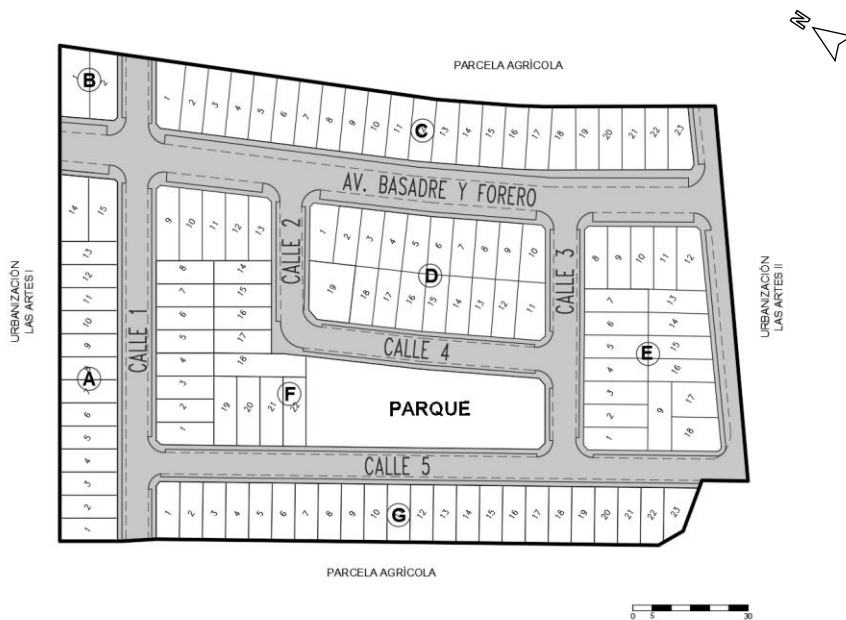 N
PARCELA AGRÍCOLA
B
1 2
C
1 2 3 4 5 6 7 8 9 10 11 13 14 15 16 17 18 19 20 21 22 23
AV. BASADRE Y FORERO
URBANIZACIÓN
LAS ARTES I
A
14 15
13
12
11
10
9
7
6
5
4
3
2
1
CALLE 1
F
9 10 11 12 13
8 14
7 15
6 16
5 17
4 18
3
2
1
19 20 21 22
CALLE 2
D
1 2 3 4 5 6 7 8 9 10
19 18 17 16 15 14 13 12 11
CALLE 3
CALLE 4
PARQUE
E
8 9 10 11 12
7 13
6 14
5 15
4 16
3 9 17
2 18
1
URBANIZACIÓN
LAS ARTES II
CALLE 5
G
1 2 3 4 5 6 7 8 9 10 12 13 14 15 16 17 18 19 20 21 22 23
PARCELA AGRÍCOLA
0 5 30